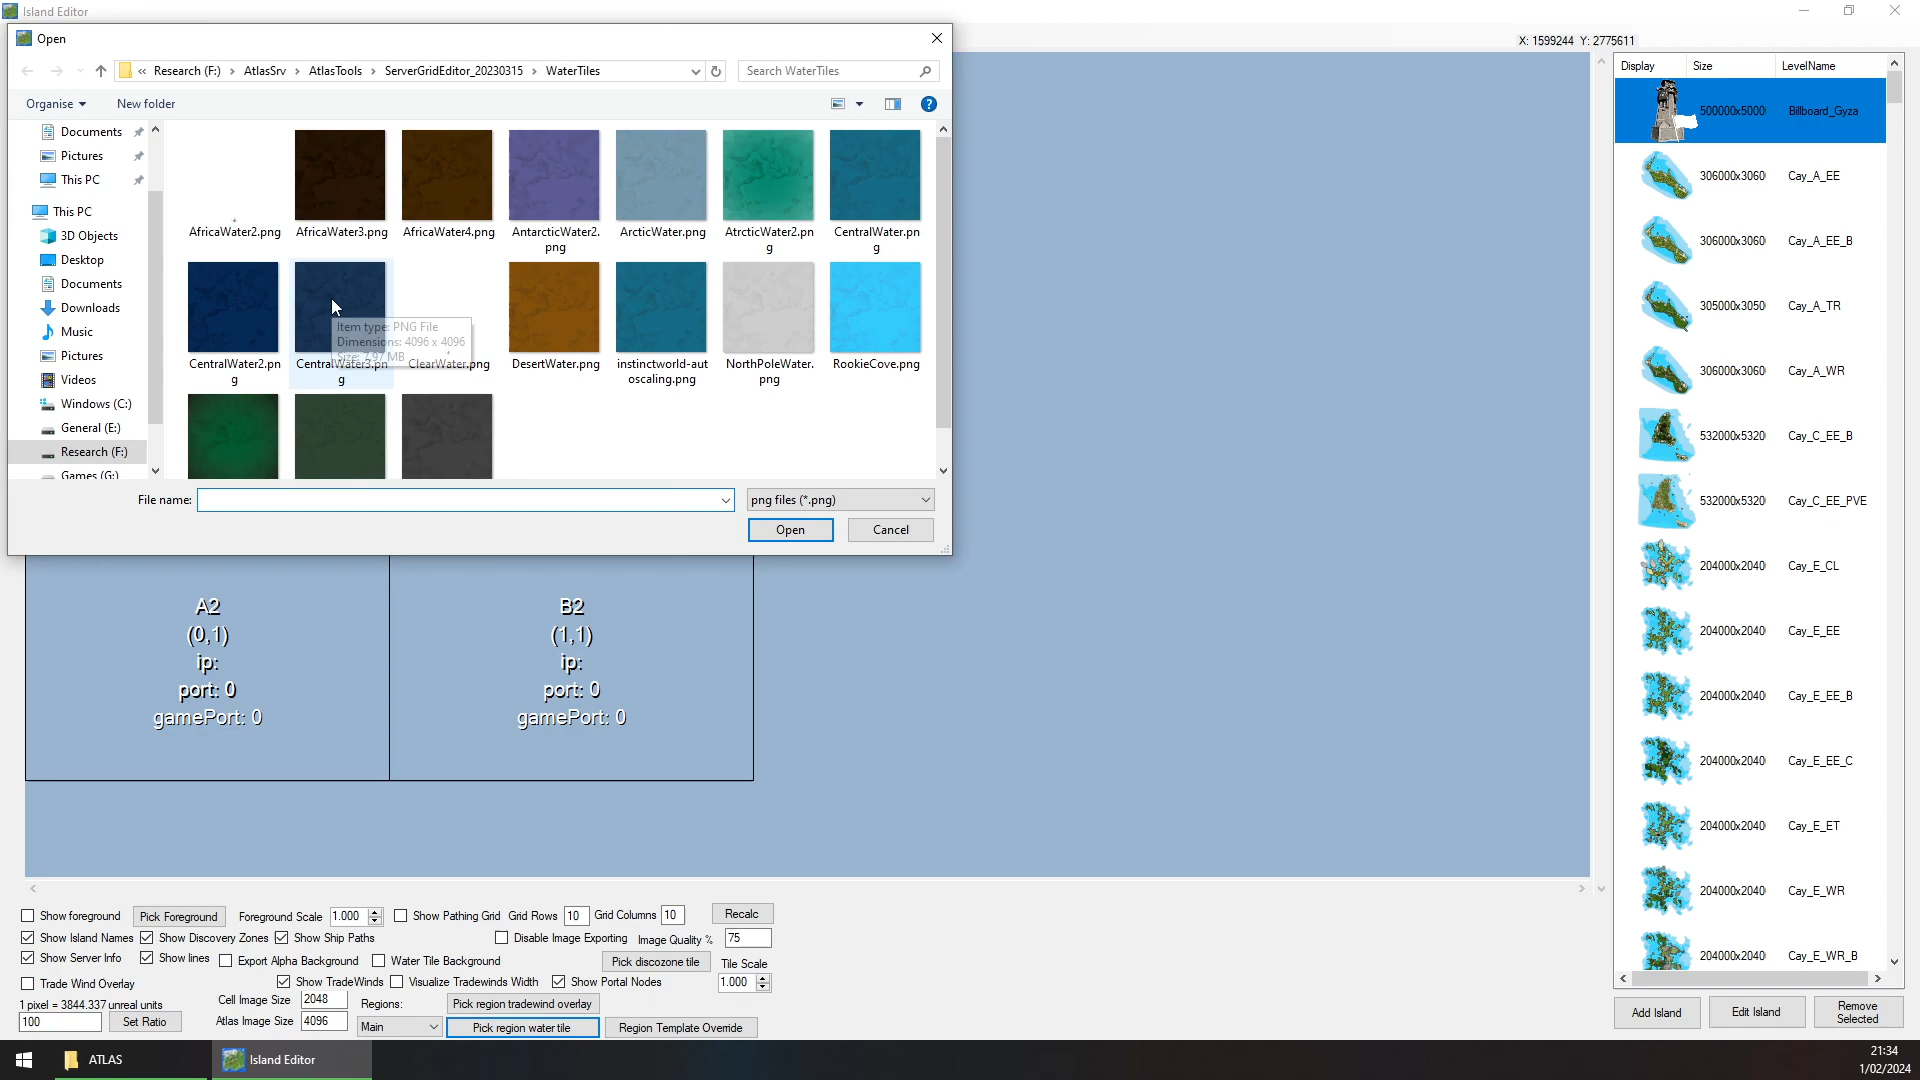 Island Editor
Open
X: 1599244 Y: 2775611
« Research (F:) > AtlasSrv > AtlasTools > ServerGridEditor_20230315 > WaterTiles
Search WaterTiles
Organise
New folder
Documents
Pictures
This PC
This PC
3D Objects
Desktop
Documents
Downloads
Music
Pictures
Videos
Windows (C:)
General (E:)
Research (F:)
Games (G:)
AfricaWater2.png
AfricaWater3.png
AfricaWater4.png
AntarcticWater2.
png
ArcticWater.png
AtrcticWater2.pn
g
CentralWater.pn
g
CentralWater2.pn
g
CentralWater3.pn
g
Item type: PNG File
Dimensions: 4096 x 4096
Size: 7.97 MB
ClearWater.png
DesertWater.png
instinctworld-aut
oscaling.png
NorthPoleWater.
png
RookieCove.png
File name:
png files (*.png)
Open
Cancel
A2
(0,1)
ip:
port: 0
gamePort: 0
B2
(1,1)
ip:
port: 0
gamePort: 0
Display Size LevelName
500000x5000 Billboard_Gyza
306000x3060 Cay_A_EE
306000x3060 Cay_A_EE_B
305000x3050 Cay_A_TR
306000x3060 Cay_A_WR
532000x5320 Cay_C_EE_B
532000x5320 Cay_C_EE_PVE
204000x2040 Cay_E_CL
204000x2040 Cay_E_EE
204000x2040 Cay_E_EE_B
204000x2040 Cay_E_EE_C
204000x2040 Cay_E_ET
204000x2040 Cay_E_WR
204000x2040 Cay_E_WR_B
Add Island
Edit Island
Remove
Selected
Show foreground Pick Foreground Foreground Scale 1.000 Show Pathing Grid Grid Rows 10 Grid Columns 10 Recalc
Show Island Names Show Discovery Zones Show Ship Paths Disable Image Exporting Image Quality % 75
Show Server Info Show lines Export Alpha Background Water Tile Background Pick discozone tile Tile Scale
Trade Wind Overlay Show TradeWinds Visualize Tradewinds Width Show Portal Nodes 1.000
1 pixel = 3844.337 unreal units Cell Image Size 2048 Regions: Pick region tradewind overlay
100 Set Ratio Atlas Image Size 4096 Main Pick region water tile Region Template Override
ATLAS
Island Editor
21:34
1/02/2024